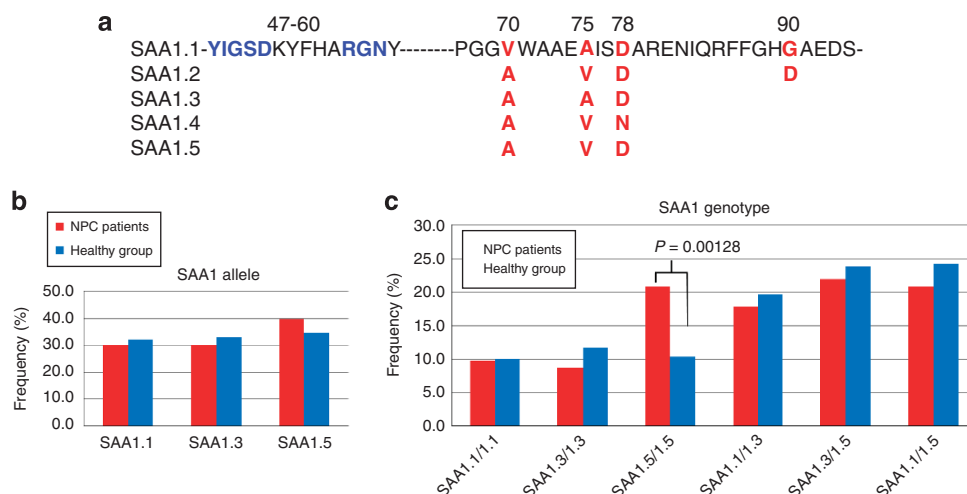 a
47-60 70 75 78 90
SAA1.1-YIGSDKYFHARGNY--------PGGVWAAEAISDARENIQRFFGHGAEDS-
SAA1.2 A V D D
SAA1.3 A A D
SAA1.4 A V N
SAA1.5 A V D
b
NPC patients
Healthy group
SAA1 allele
Frequency (%)
50.0
40.0
30.0
20.0
10.0
0.0
SAA1.1 SAA1.3 SAA1.5
c
SAA1 genotype
NPC patients
Healthy group
P = 0.00128
Frequency (%)
30.0
25.0
20.0
15.0
10.0
5.0
0.0
SAA1.1/1.1 SAA1.3/1.3 SAA1.5/1.5 SAA1.1/1.3 SAA1.3/1.5 SAA1.1/1.5